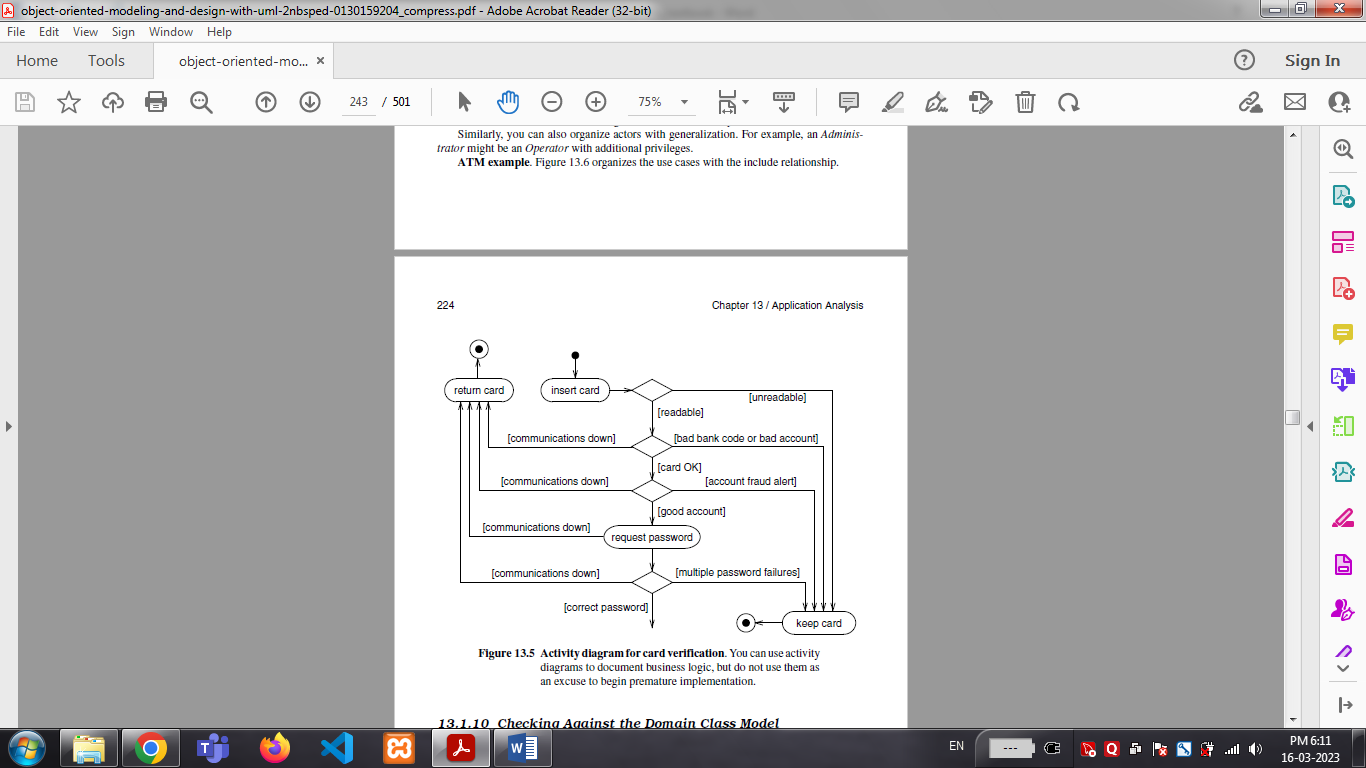 object-oriented-modeling-and-design-with-uml-2nbsped-0130159204_compress.pdf - Adobe Acrobat Reader (32-bit)
File Edit View Sign Window Help
Home Tools object-oriented-mo... × ? Sign In
243 / 501 75%
Similarly, you can also organize actors with generalization. For example, an Adminis-
trator might be an Operator with additional privileges.
ATM example. Figure 13.6 organizes the use cases with the include relationship.
224 Chapter 13 / Application Analysis
return card insert card
[unreadable]
[readable]
[communications down] [bad bank code or bad account]
[card OK]
[communications down] [account fraud alert]
[good account]
[communications down]
request password
[communications down] [multiple password failures]
[correct password]
keep card
Figure 13.5 Activity diagram for card verification. You can use activity
diagrams to document business logic, but do not use them as
an excuse to begin premature implementation.
13.1.10 Checking Against the Domain Class Model
EN
PM 6:11
16-03-2023